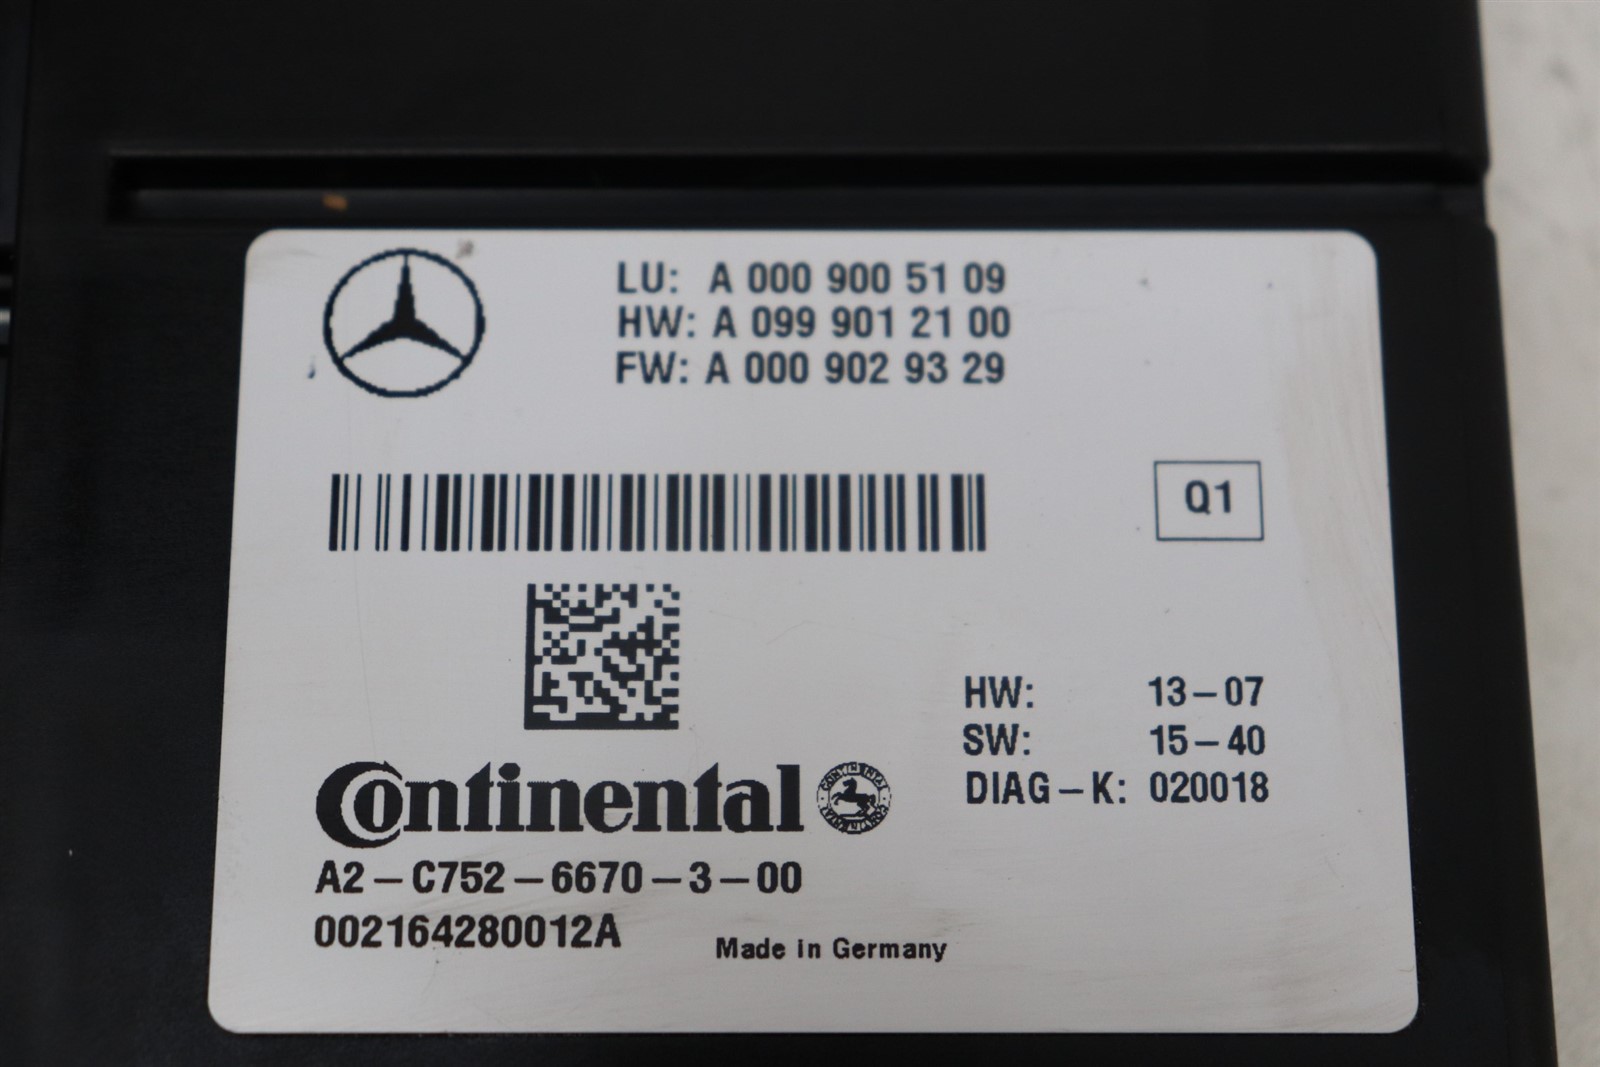 LU: A 000 900 51 09
HW: A 099 901 21 00
FW: A 000 902 93 29
Q1
HW: 13-07
SW: 15-40
DIAG-K: 020018
Continental
A2-C752-6670-3-00
002164280012A
Made in Germany